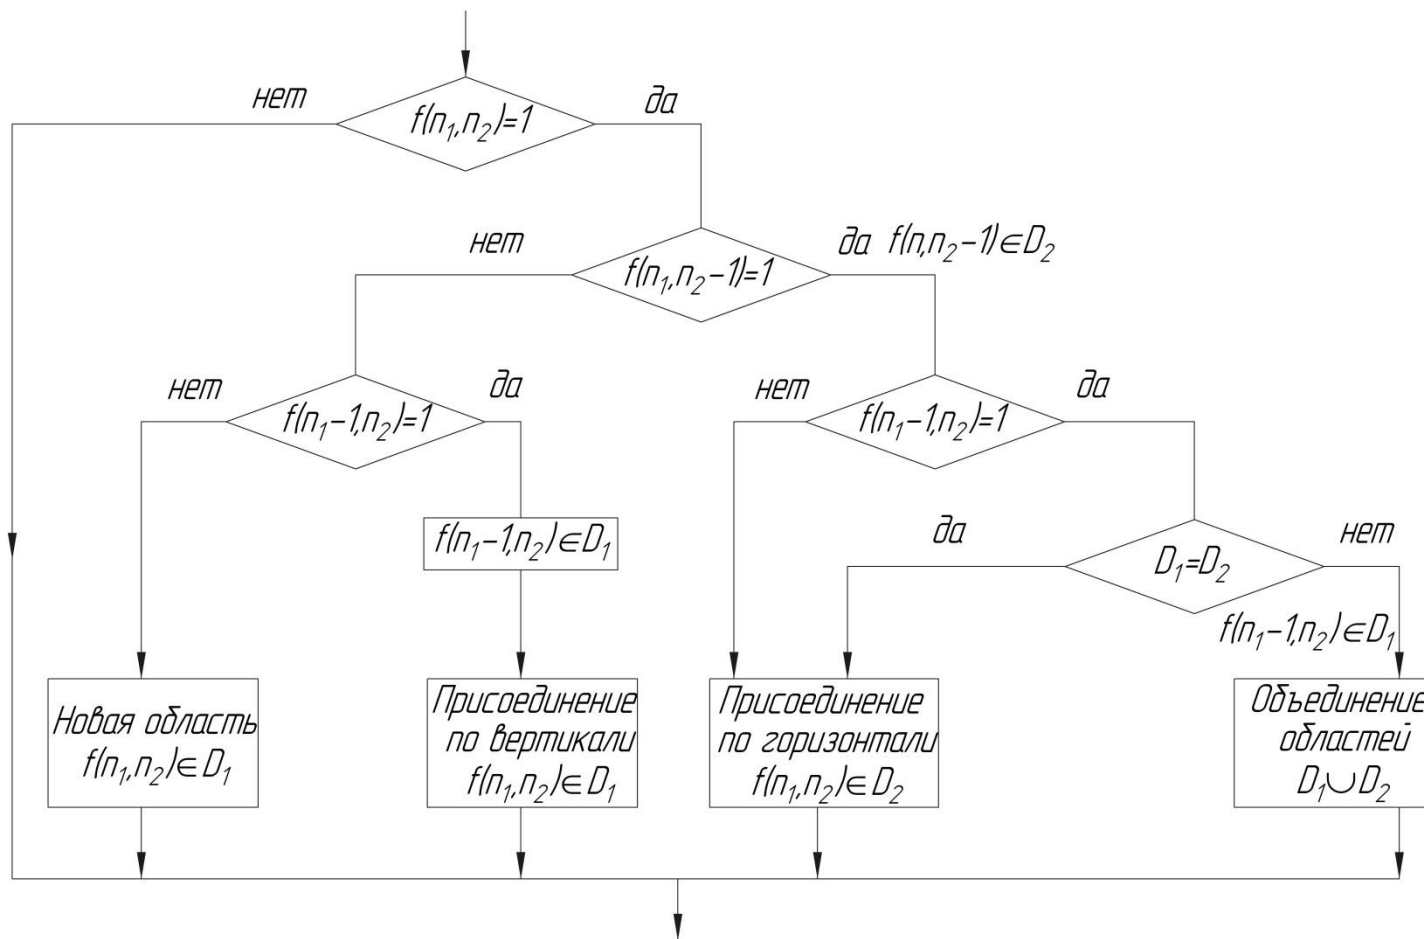 нет
да
f(n₁,n₂)=1
нет
да f(n,n₂-1)∈D₂
f(n₁,n₂-1)=1
нет
да
f(n₁-1,n₂)=1
нет
да
f(n₁-1,n₂)=1
f(n₁-1,n₂)∈D₁
да
нет
D₁=D₂
f(n₁-1,n₂)∈D₁
Новая область
f(n₁,n₂)∈D₁
Присоединение
по вертикали
f(n₁,n₂)∈D₁
Присоединение
по горизонтали
f(n₁,n₂)∈D₂
Объединение
областей
D₁∪D₂